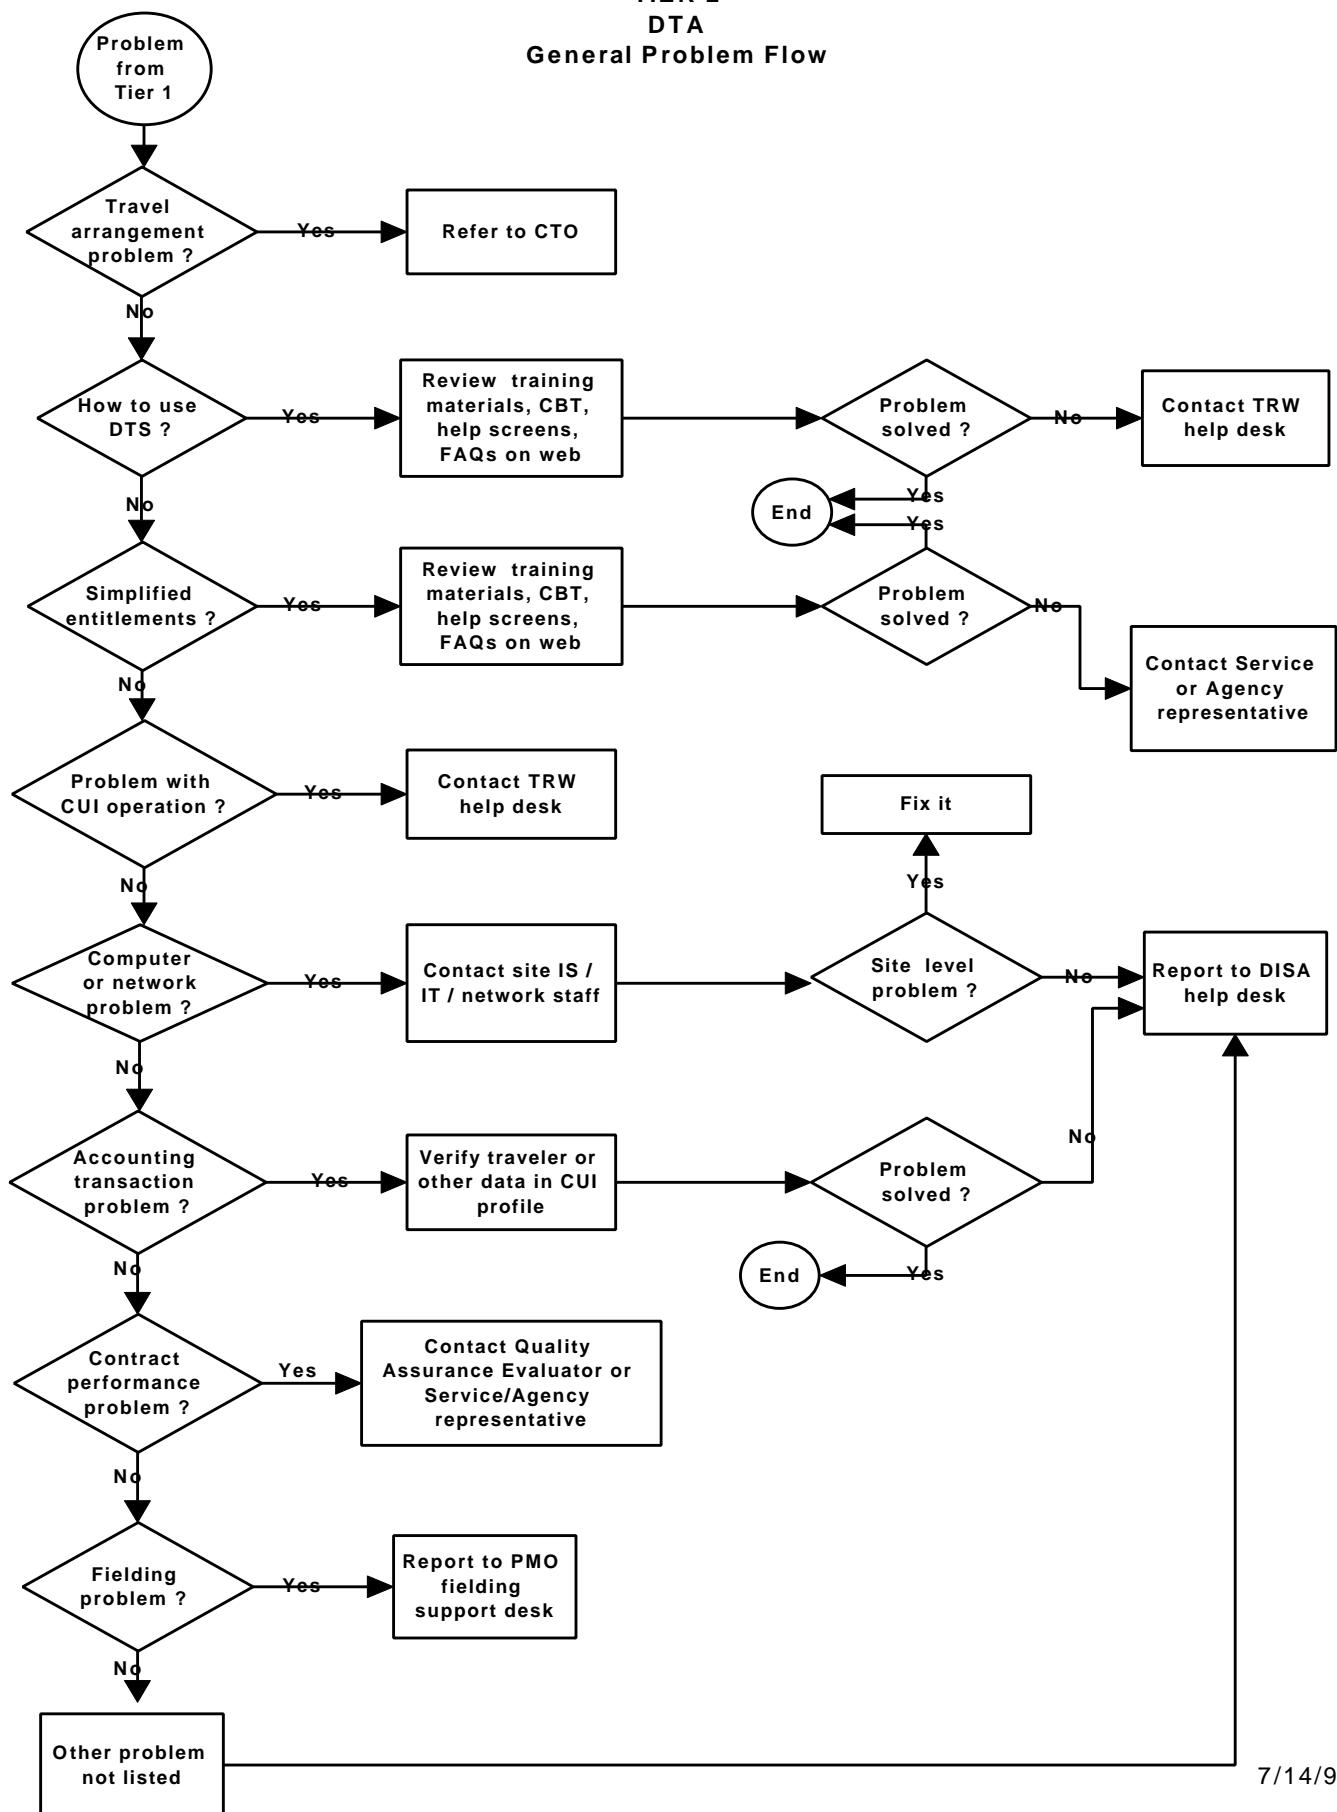 DTA
General Problem Flow
Problem
from
Tier 1
Travel
arrangement
problem ?
Yes
Refer to CTO
No
How to use
DTS ?
Yes
Review training
materials, CBT,
help screens,
FAQs on web
Problem
solved ?
No
Contact TRW
help desk
Yes
End
No
Simplified
entitlements ?
Yes
Review training
materials, CBT,
help screens,
FAQs on web
Problem
solved ?
Yes
No
Contact Service
or Agency
representative
No
Problem with
CUI operation ?
Yes
Contact TRW
help desk
No
Computer
or network
problem ?
Yes
Contact site IS /
IT / network staff
Site level
problem ?
Yes
Fix it
No
Report to DISA
help desk
No
Accounting
transaction
problem ?
Yes
Verify traveler or
other data in CUI
profile
Problem
solved ?
No
Yes
End
No
Contract
performance
problem ?
Yes
Contact Quality
Assurance Evaluator or
Service/Agency
representative
No
Fielding
problem ?
Yes
Report to PMO
fielding
support desk
No
Other problem
not listed
7/14/9